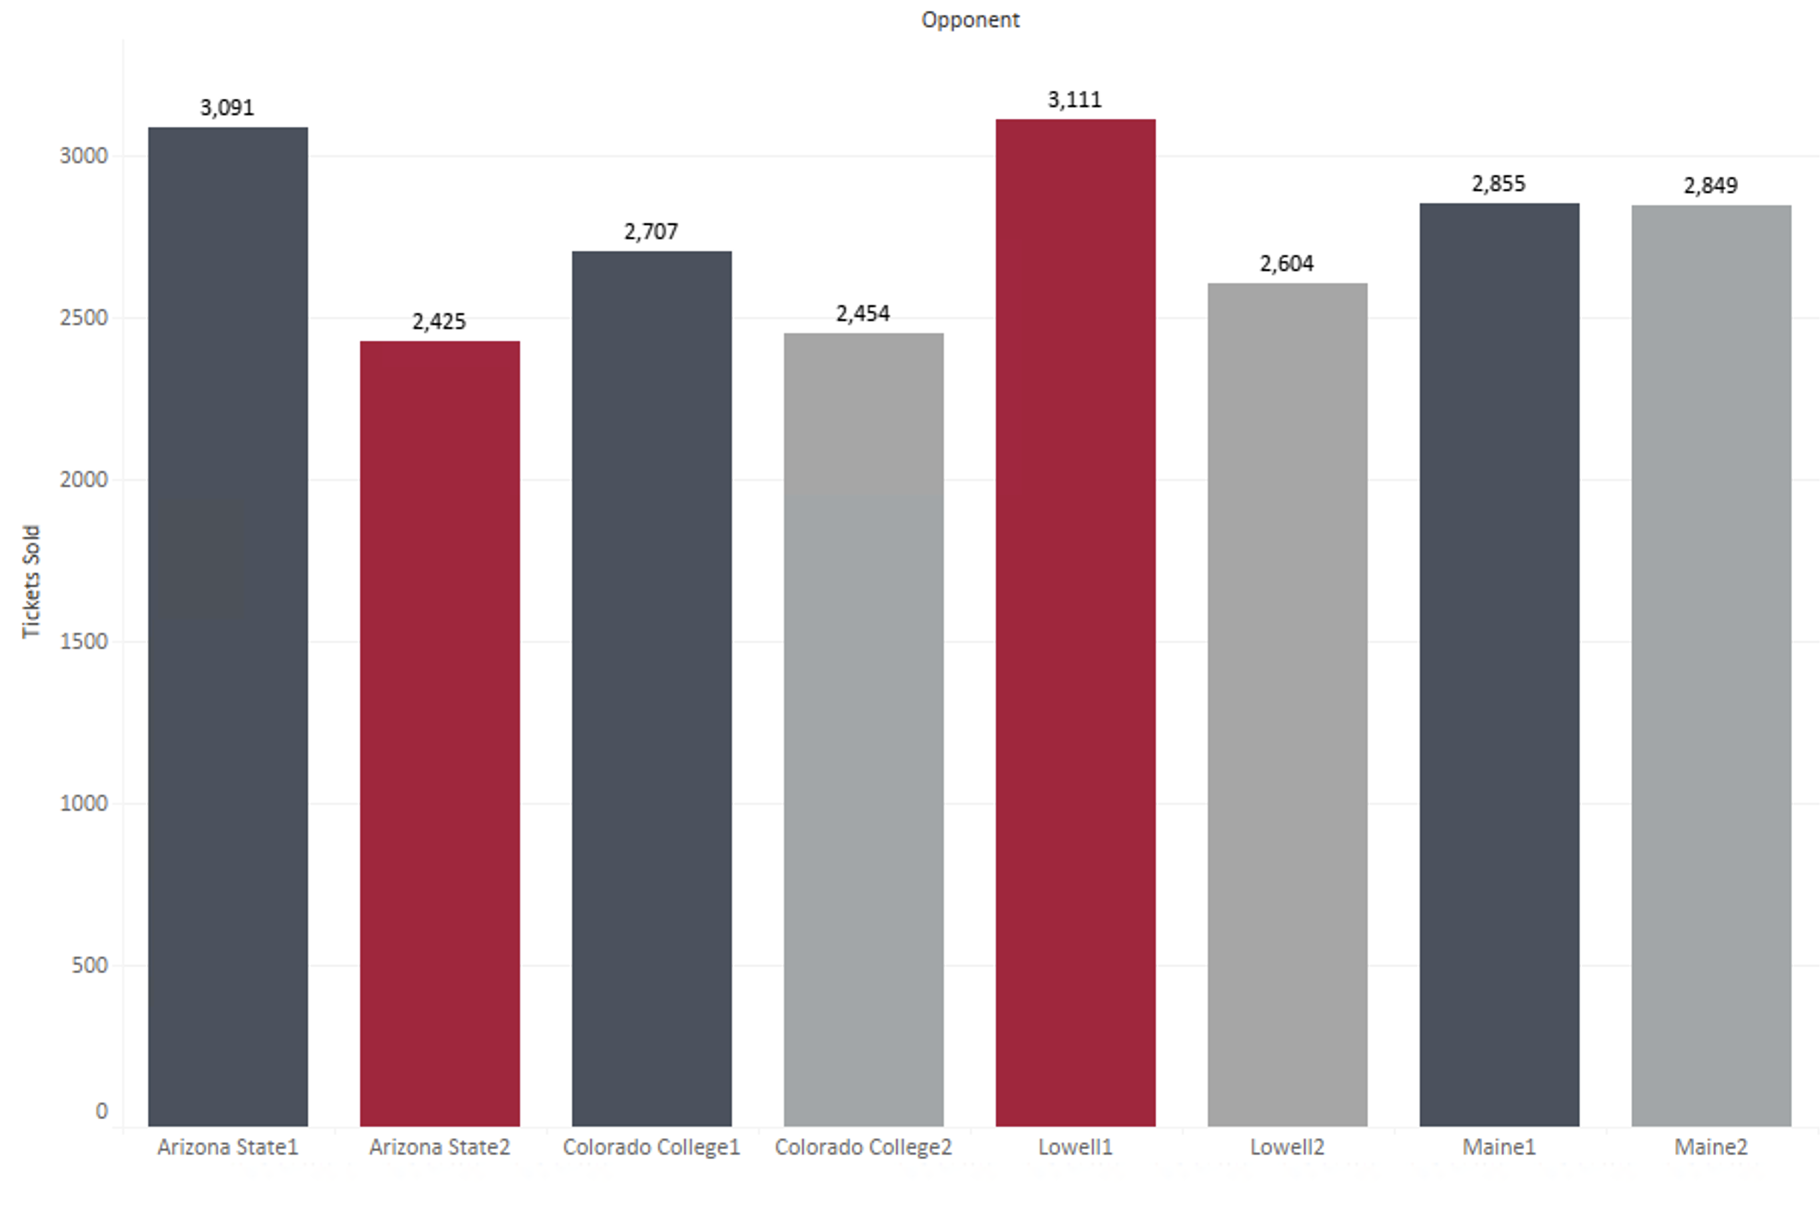 Opponent
3,091
2,425
2,707
2,454
3,111
2,604
2,855
2,849
Tickets Sold
3000
2500
2000
1500
1000
500
0
Arizona State1
Arizona State2
Colorado College1
Colorado College2
Lowell1
Lowell2
Maine1
Maine2